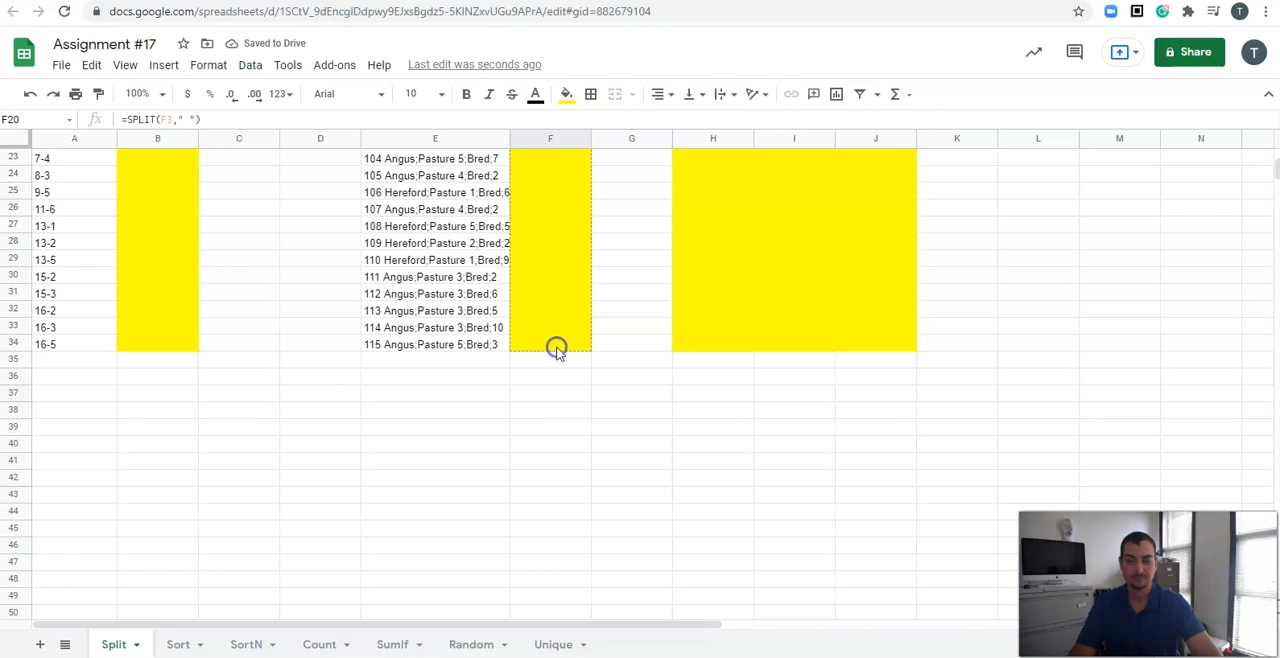 docs.google.com/spreadsheets/d/1SCtV_9dEncgIDdpwy9EJxsBgdz5-5KINZxvUGu9APrA/edit#gid=882679104
T
Assignment #17
Saved to Drive
Share
T
File Edit View Insert Format Data Tools Add-ons Help Last edit was seconds ago
100% $ % .0 .00 123 Arial 10 B I S A
F20 fx =SPLIT(F3," ")
A B C D E F G H I J K L M N
23 7-4 104 Angus;Pasture 5;Bred;7
24 8-3 105 Angus;Pasture 4;Bred;2
25 9-5 106 Hereford;Pasture 1;Bred;6
26 11-6 107 Angus;Pasture 4;Bred;2
27 13-1 108 Hereford;Pasture 5;Bred;5
28 13-2 109 Hereford;Pasture 2;Bred;2
29 13-5 110 Hereford;Pasture 1;Bred;9
30 15-2 111 Angus;Pasture 3;Bred;2
31 15-3 112 Angus;Pasture 3;Bred;6
32 16-2 113 Angus;Pasture 3;Bred;5
33 16-3 114 Angus;Pasture 3;Bred;10
34 16-5 115 Angus;Pasture 5;Bred;3
35
36
37
38
39
40
41
42
43
44
45
46
47
48
49
50
Split Sort SortN Count SumIf Random Unique